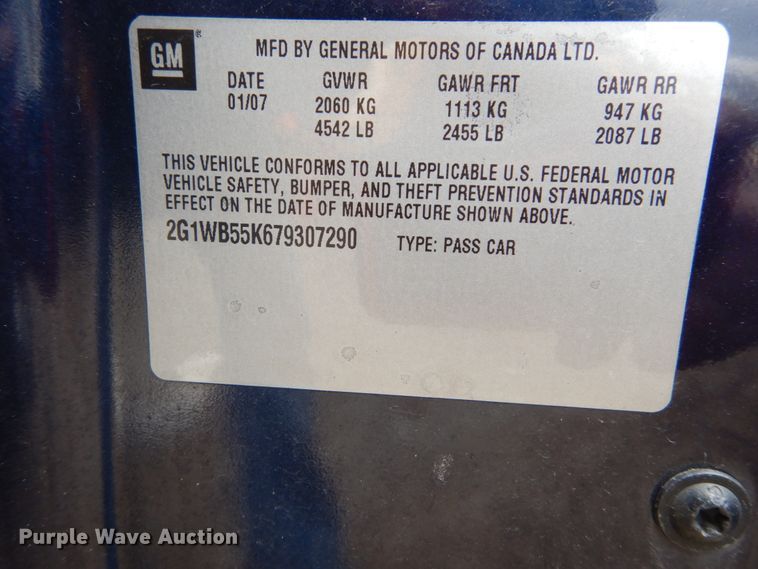 GM
MFD BY GENERAL MOTORS OF CANADA LTD.
DATE GVWR GAWR FRT GAWR RR
01/07 2060 KG 1113 KG 947 KG
4542 LB 2455 LB 2087 LB
THIS VEHICLE CONFORMS TO ALL APPLICABLE U.S. FEDERAL MOTOR
VEHICLE SAFETY, BUMPER, AND THEFT PREVENTION STANDARDS IN
EFFECT ON THE DATE OF MANUFACTURE SHOWN ABOVE.
2G1WB55K679307290 TYPE: PASS CAR
Purple Wave Auction